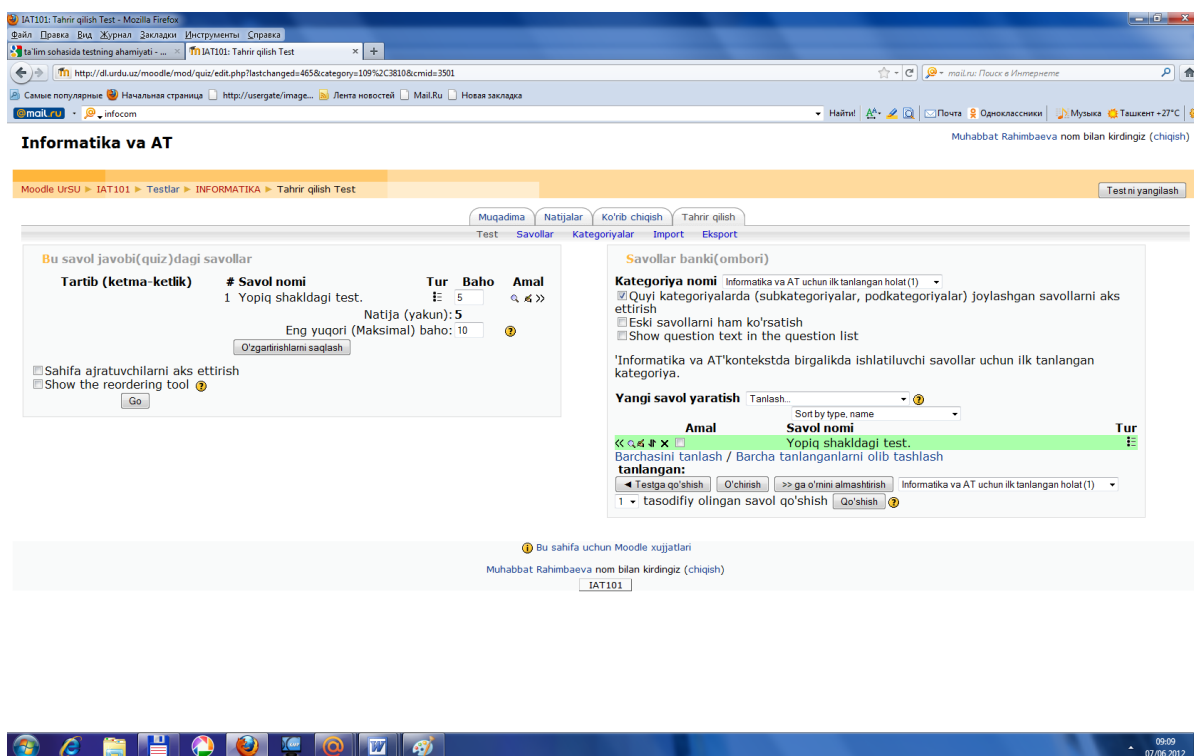 IAT101: Tahrir qilish Test - Mozilla Firefox
Файл Правка Вид Журнал Закладки Инструменты Справка
ta`lim sohasida testning ahamiyati - ... × IAT101: Tahrir qilish Test × +
http://dl.urdu.uz/moodle/mod/quiz/edit.php?lastchanged=465&category=109%2C3810&cmid=3501 mail.ru: Поиск в Интернете
Самые популярные Начальная страница http://usergate/image... Лента новостей Mail.Ru Новая закладка
@mail.ru infocom Найти! Почта Одноклассники Музыка Ташкент +27°C
Informatika va AT
Muhabbat Rahimbaeva nom bilan kirdingiz (chiqish)
Moodle UrSU ► IAT101 ► Testlar ► INFORMATIKA ► Tahrir qilish Test Testni yangilash
Muqadima Natijalar Ko'rib chiqish Tahrir qilish
Test Savollar Kategoriyalar Import Eksport
Bu savol javobi(quiz)dagi savollar
Tartib (ketma-ketlik) # Savol nomi Tur Baho Amal
1 Yopiq shakldagi test. 5
Natija (yakun): 5
Eng yuqori (Maksimal) baho: 10
O'zgartirishlarni saqlash
Sahifa ajratuvchilarni aks ettirish
Show the reordering tool
Go
Savollar banki(ombori)
Kategoriya nomi Informatika va AT uchun ilk tanlangan holat (1)
Quyi kategoriyalarda (subkategoriyalar, podkategoriyalar) joylashgan savollarni aks
ettirish
Eski savollarni ham ko'rsatish
Show question text in the question list
'Informatika va AT'kontekstda birgalikda ishlatiluvchi savollar uchun ilk tanlangan
kategoriya.
Yangi savol yaratish Tanlash...
Sort by type, name
Amal Savol nomi Tur
Yopiq shakldagi test.
Barchasini tanlash / Barcha tanlanganlarni olib tashlash
tanlangan:
◄ Testga qo'shish O'chirish >> ga o'rnini almashtirish Informatika va AT uchun ilk tanlangan holat (1)
1 tasodifiy olingan savol qo'shish Qo'shish
Bu sahifa uchun Moodle xujjatlari
Muhabbat Rahimbaeva nom bilan kirdingiz (chiqish)
IAT101
09:09
07.06.2012